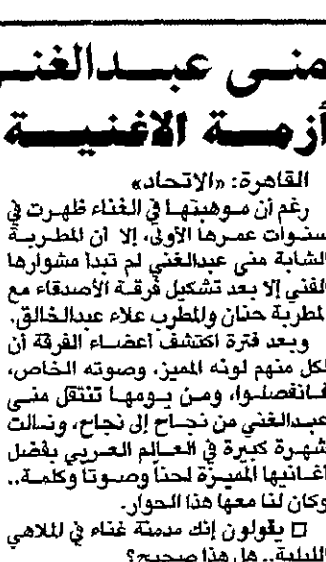 منى عبدالغني
أزمة الاغنية
القاهرة: «الاتحاد»
رغم أن موهبتها في الغناء ظهرت في
سنوات عمرها الأولى، إلا أن المطربة
الشابة منى عبدالغني لم تبدأ مشوارها
الفني إلا بعد تشكيل فرقة الأصدقاء مع
المطربة حنان والمطرب علاء عبدالخالق.
وبعد فترة اكتشف أعضاء الفرقة أن
لكل منهم لونه المميز، وصوته الخاص،
فانفصلوا، ومن يومها تنتقل منى
عبدالغني من نجاح إلى نجاح، ونالت
شهرة كبيرة في العالم العربي بفضل
أغانيها المميزة لحناً وصوتاً وكلمة..
وكان لنا معها هذا الحوار.
□ يقولون إنك مدمنة غناء في الملاهي
الليلية.. هل هذا صحيح؟